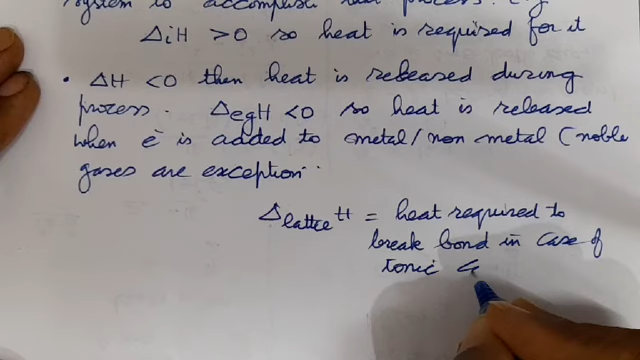 system to accomplish that process.
ΔiH > 0 so heat is required for it
• ΔH < 0 then heat is released during
process. ΔegH < 0 so heat is released
when e⁻ is added to metal/non metal (noble
gases are exception.
Δlattice H = heat required to
break bond in case of
Ionic